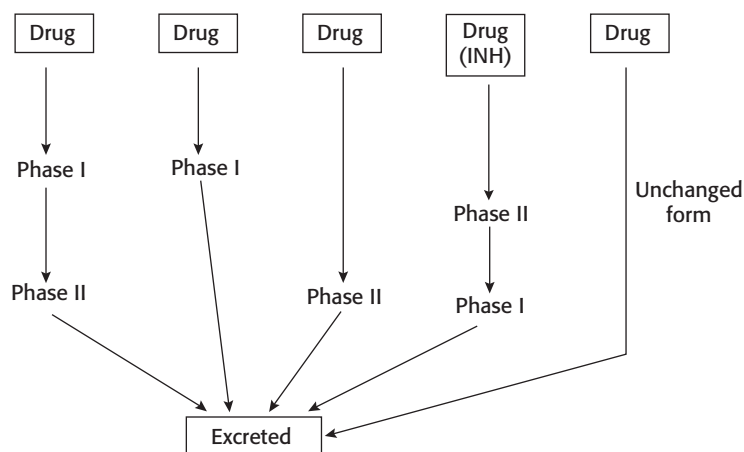 Drug
Drug
Drug
Drug
(INH)
Drug
Phase I
Phase I
Unchanged
form
Phase II
Phase II
Phase II
Phase I
Excreted